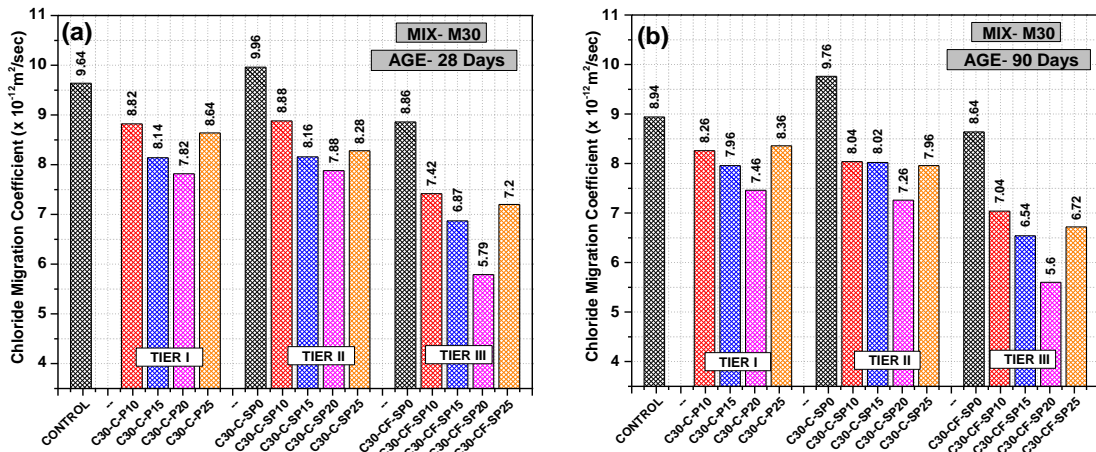 (a)
MIX- M30
AGE- 28 Days
Chloride Migration Coefficient (x 10⁻¹²m²/sec)
11
10
9
8
7
6
5
4
9.64
8.82
8.14
7.82
8.64
9.96
8.88
8.16
7.88
8.28
8.86
7.42
6.87
5.79
7.2
TIER I
TIER II
TIER III
CONTROL
--
C30-C-P10
C30-C-P15
C30-C-P20
C30-C-P25
--
C30-C-SP0
C30-C-SP10
C30-C-SP15
C30-C-SP20
C30-C-SP25
--
C30-CF-SP0
C30-CF-SP10
C30-CF-SP15
C30-CF-SP20
C30-CF-SP25
(b)
MIX- M30
AGE- 90 Days
Chloride Migration Coefficient (x 10⁻¹²m²/sec)
11
10
9
8
7
6
5
4
8.94
8.26
7.96
7.46
8.36
9.76
8.04
8.02
7.26
7.96
8.64
7.04
6.54
5.6
6.72
TIER I
TIER II
TIER III
CONTROL
--
C30-C-P10
C30-C-P15
C30-C-P20
C30-C-P25
--
C30-C-SP0
C30-C-SP10
C30-C-SP15
C30-C-SP20
C30-C-SP25
--
C30-CF-SP0
C30-CF-SP10
C30-CF-SP15
C30-CF-SP20
C30-CF-SP25